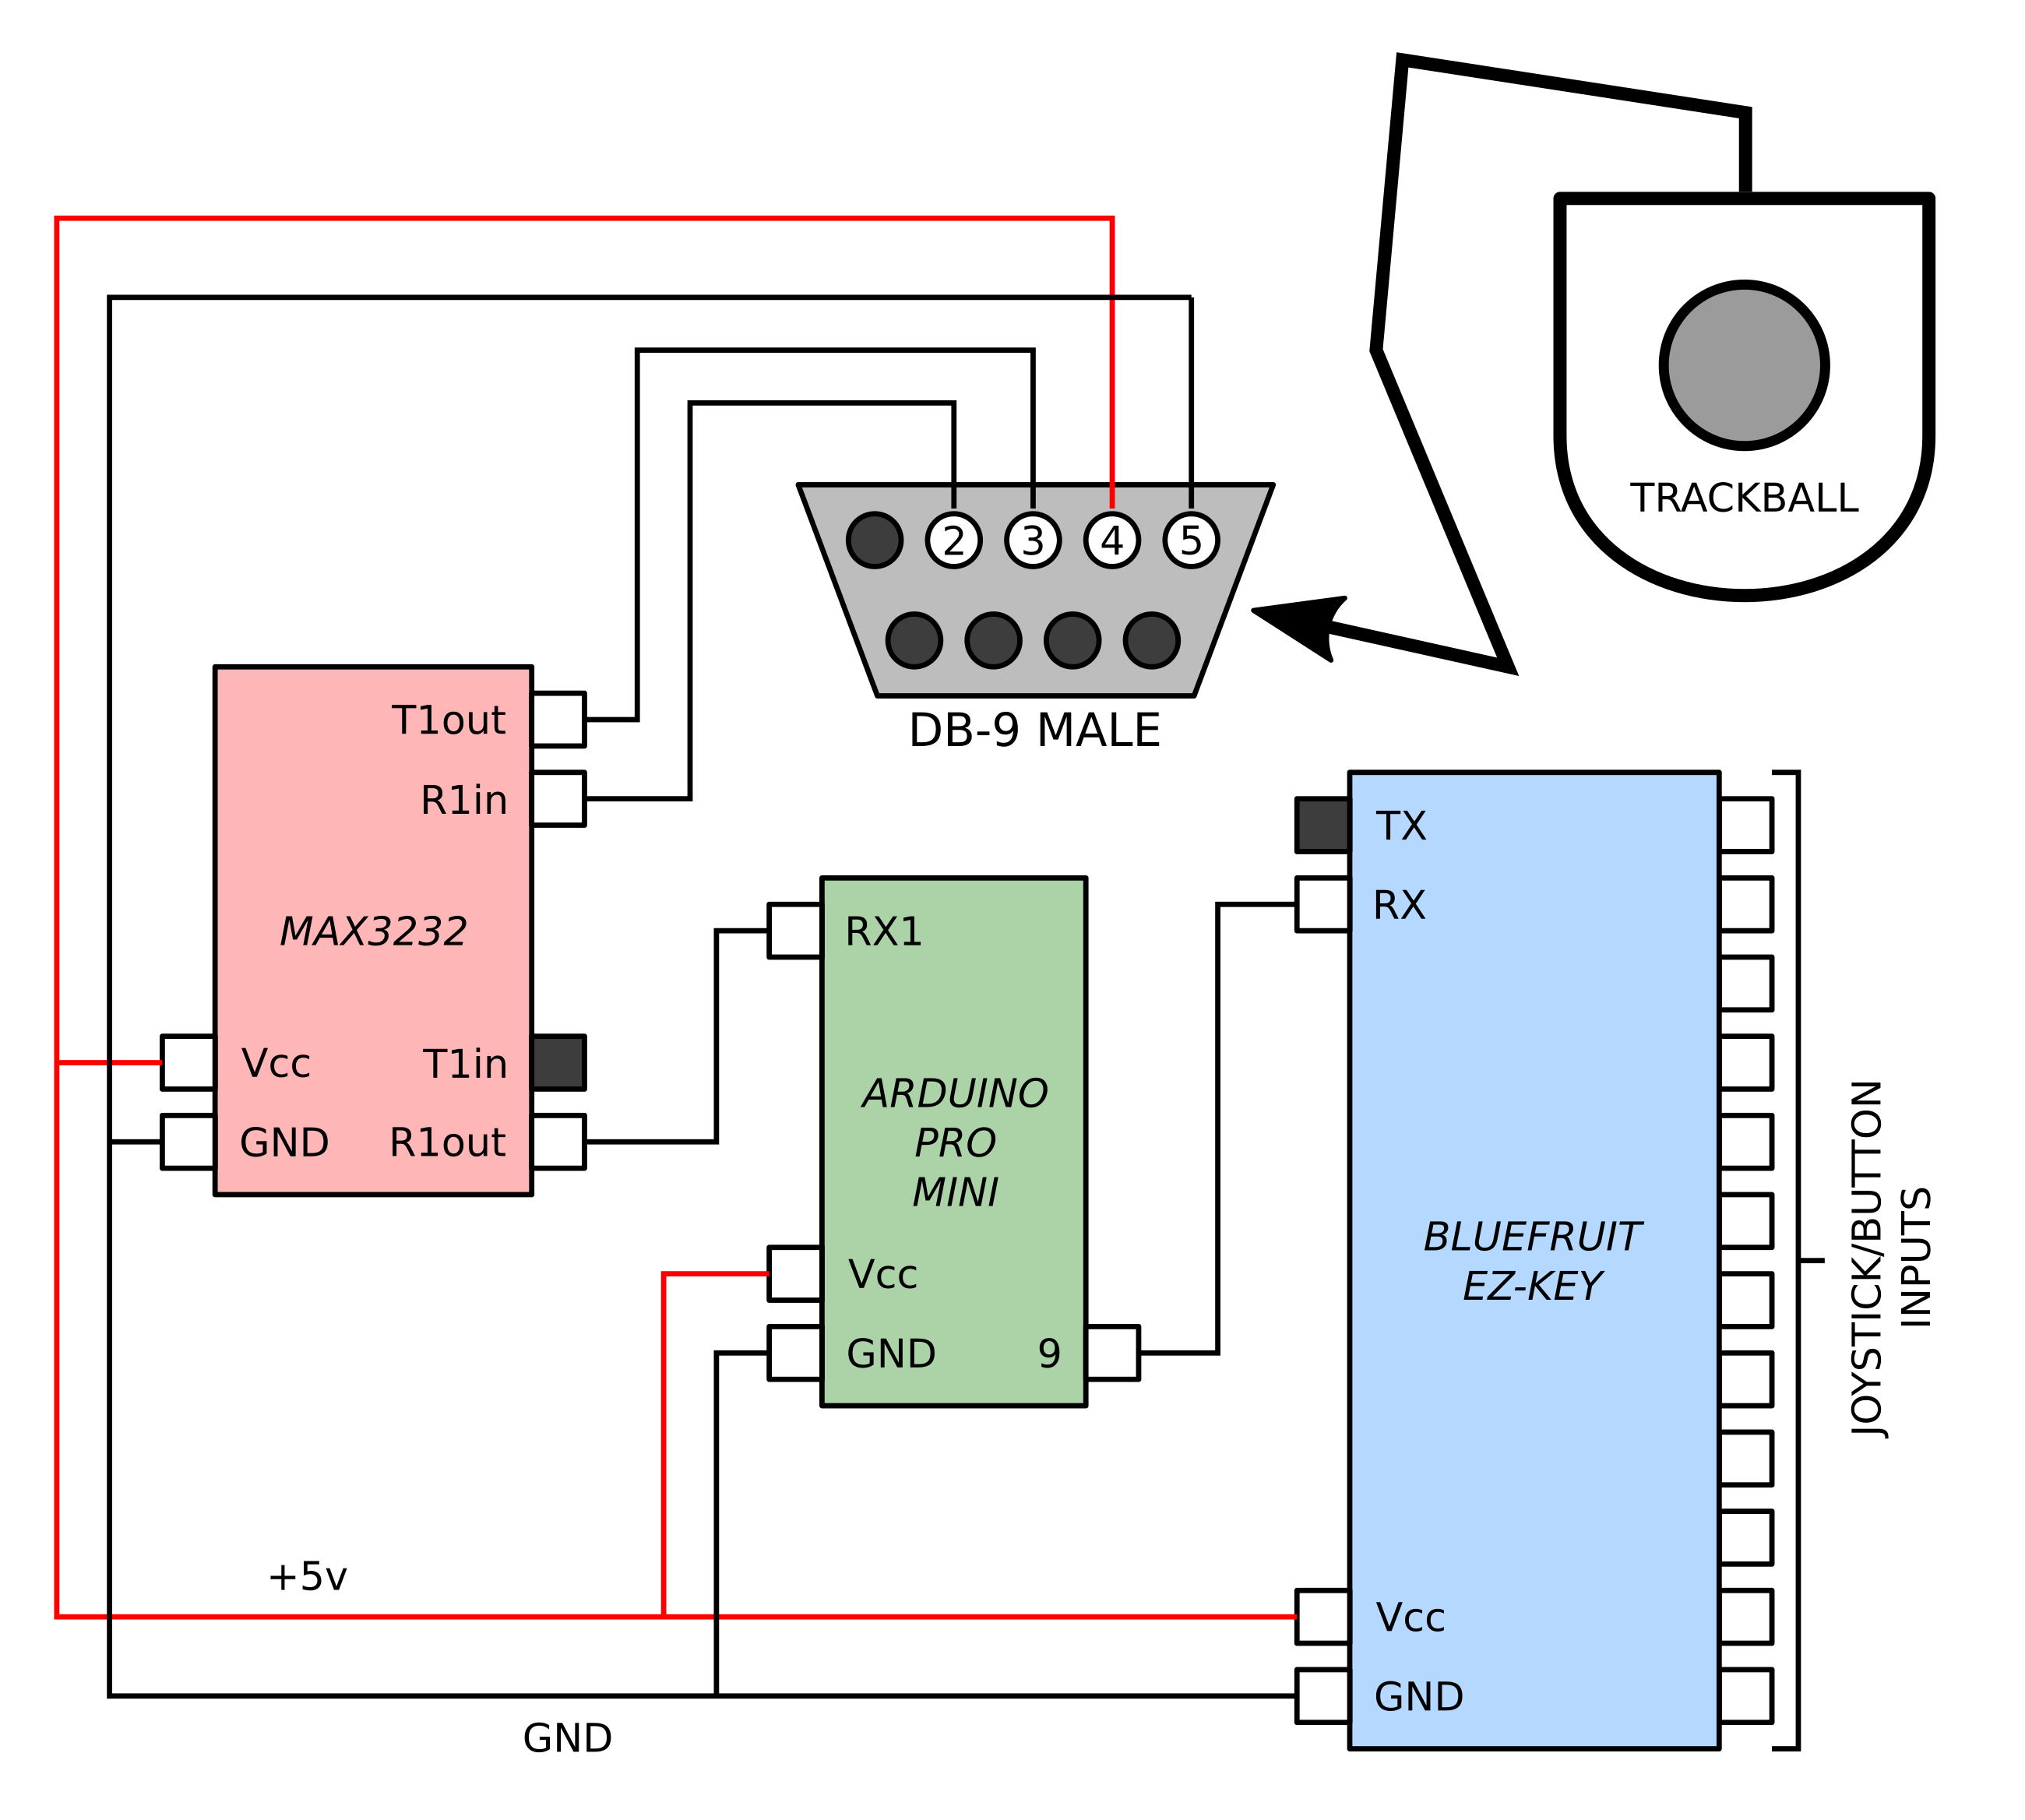 TRACKBALL
2 3 4 5
DB-9 MALE
T1out
R1in
MAX3232
Vcc
T1in
GND
R1out
RX1
ARDUINO
PRO
MINI
Vcc
GND
9
TX
RX
BLUEFRUIT
EZ-KEY
Vcc
GND
JOYSTICK/BUTTON
INPUTS
+5v
GND